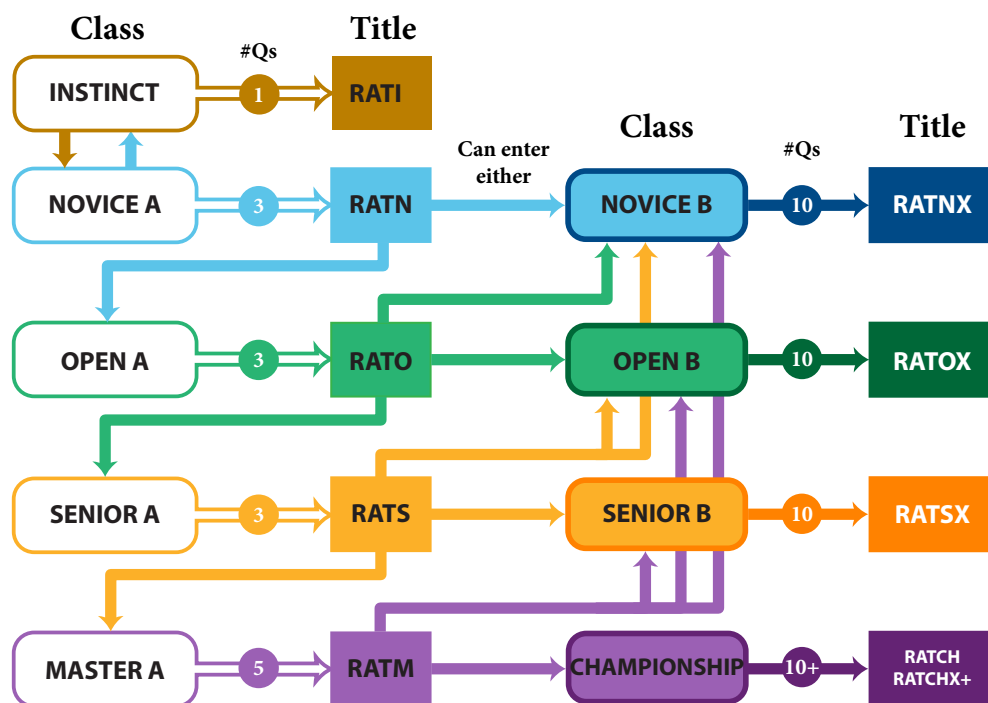 Class
#Qs
Title
INSTINCT
1
RATI
Class
#Qs
Title
Can enter
either
NOVICE A
3
RATN
NOVICE B
10
RATNX
OPEN A
3
RATO
OPEN B
10
RATOX
SENIOR A
3
RATS
SENIOR B
10
RATSX
MASTER A
5
RATM
CHAMPIONSHIP
10+
RATCH
RATCHX+